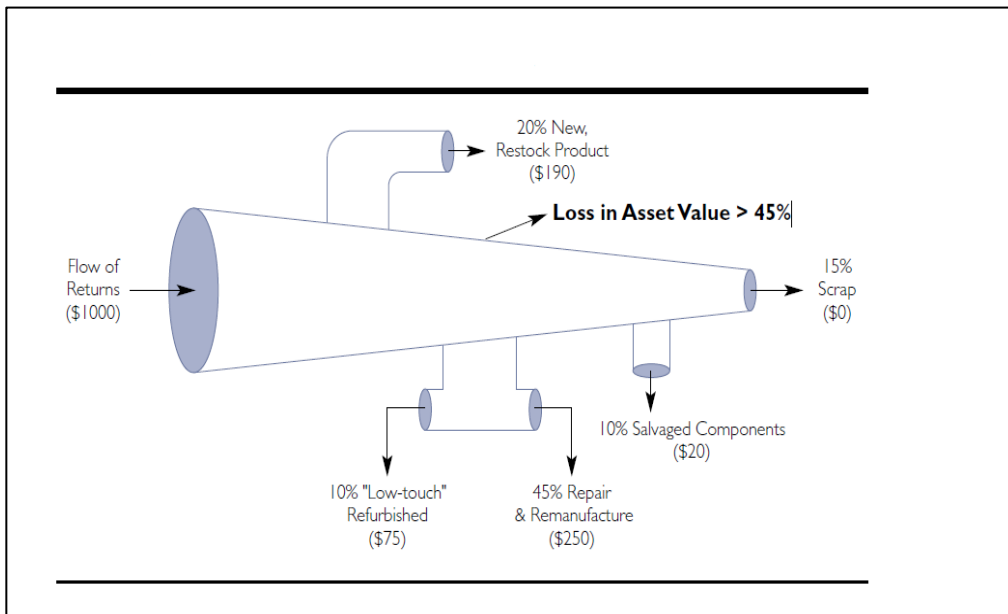 20% New,
Restock Product
($190)
Loss in Asset Value > 45%
Flow of
Returns
($1000)
15%
Scrap
($0)
10% Salvaged Components
($20)
10% "Low-touch"
Refurbished
($75)
45% Repair
& Remanufacture
($250)